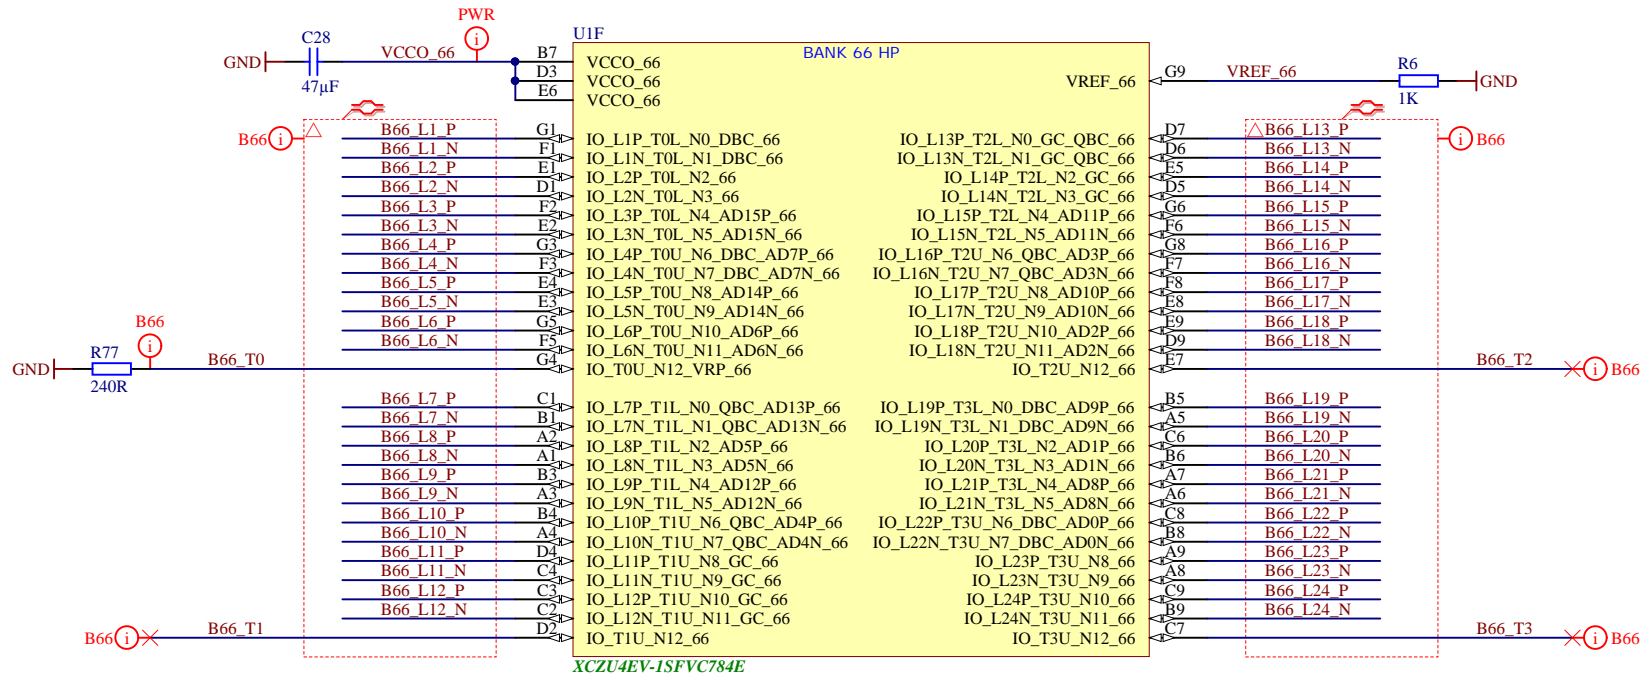 PWR
U1F
C28
GND
VCCO_66
47µF
B7 VCCO_66
D3 VCCO_66
E6 VCCO_66
BANK 66 HP
VREF_66 G9 VREF_66
R6
GND
1K
B66
B66_L1_P G1 IO_L1P_T0L_N0_DBC_66
B66_L1_N F1 IO_L1N_T0L_N1_DBC_66
B66_L2_P E1 IO_L2P_T0L_N2_66
B66_L2_N D1 IO_L2N_T0L_N3_66
B66_L3_P F2 IO_L3P_T0L_N4_AD15P_66
B66_L3_N E2 IO_L3N_T0L_N5_AD15N_66
B66_L4_P G3 IO_L4P_T0U_N6_DBC_AD7P_66
B66_L4_N F3 IO_L4N_T0U_N7_DBC_AD7N_66
B66_L5_P E4 IO_L5P_T0U_N8_AD14P_66
B66_L5_N E3 IO_L5N_T0U_N9_AD14N_66
B66_L6_P G5 IO_L6P_T0U_N10_AD6P_66
B66_L6_N F5 IO_L6N_T0U_N11_AD6N_66
B66
R77
GND
240R
B66_T0 G4 IO_T0U_N12_VRP_66
B66_L7_P C1 IO_L7P_T1L_N0_QBC_AD13P_66
B66_L7_N B1 IO_L7N_T1L_N1_QBC_AD13N_66
B66_L8_P A2 IO_L8P_T1L_N2_AD5P_66
B66_L8_N A1 IO_L8N_T1L_N3_AD5N_66
B66_L9_P B3 IO_L9P_T1L_N4_AD12P_66
B66_L9_N A3 IO_L9N_T1L_N5_AD12N_66
B66_L10_P B4 IO_L10P_T1U_N6_QBC_AD4P_66
B66_L10_N A4 IO_L10N_T1U_N7_QBC_AD4N_66
B66_L11_P D4 IO_L11P_T1U_N8_GC_66
B66_L11_N C4 IO_L11N_T1U_N9_GC_66
B66_L12_P C3 IO_L12P_T1U_N10_GC_66
B66_L12_N C2 IO_L12N_T1U_N11_GC_66
B66 B66_T1 D2 IO_T1U_N12_66
IO_L13P_T2L_N0_GC_QBC_66 D7 B66_L13_P
B66
IO_L13N_T2L_N1_GC_QBC_66 D6 B66_L13_N
IO_L14P_T2L_N2_GC_66 E5 B66_L14_P
IO_L14N_T2L_N3_GC_66 D5 B66_L14_N
IO_L15P_T2L_N4_AD11P_66 G6 B66_L15_P
IO_L15N_T2L_N5_AD11N_66 F6 B66_L15_N
IO_L16P_T2U_N6_QBC_AD3P_66 G8 B66_L16_P
IO_L16N_T2U_N7_QBC_AD3N_66 F7 B66_L16_N
IO_L17P_T2U_N8_AD10P_66 F8 B66_L17_P
IO_L17N_T2U_N9_AD10N_66 E8 B66_L17_N
IO_L18P_T2U_N10_AD2P_66 E9 B66_L18_P
IO_L18N_T2U_N11_AD2N_66 D9 B66_L18_N
IO_T2U_N12_66 E7 B66_T2 B66
IO_L19P_T3L_N0_DBC_AD9P_66 B5 B66_L19_P
IO_L19N_T3L_N1_DBC_AD9N_66 A5 B66_L19_N
IO_L20P_T3L_N2_AD1P_66 C6 B66_L20_P
IO_L20N_T3L_N3_AD1N_66 B6 B66_L20_N
IO_L21P_T3L_N4_AD8P_66 A7 B66_L21_P
IO_L21N_T3L_N5_AD8N_66 A6 B66_L21_N
IO_L22P_T3U_N6_DBC_AD0P_66 C8 B66_L22_P
IO_L22N_T3U_N7_DBC_AD0N_66 B8 B66_L22_N
IO_L23P_T3U_N8_66 A9 B66_L23_P
IO_L23N_T3U_N9_66 A8 B66_L23_N
IO_L24P_T3U_N10_66 C9 B66_L24_P
IO_L24N_T3U_N11_66 B9 B66_L24_N
IO_T3U_N12_66 C7 B66_T3 B66
XCZU4EV-1SFVC784E